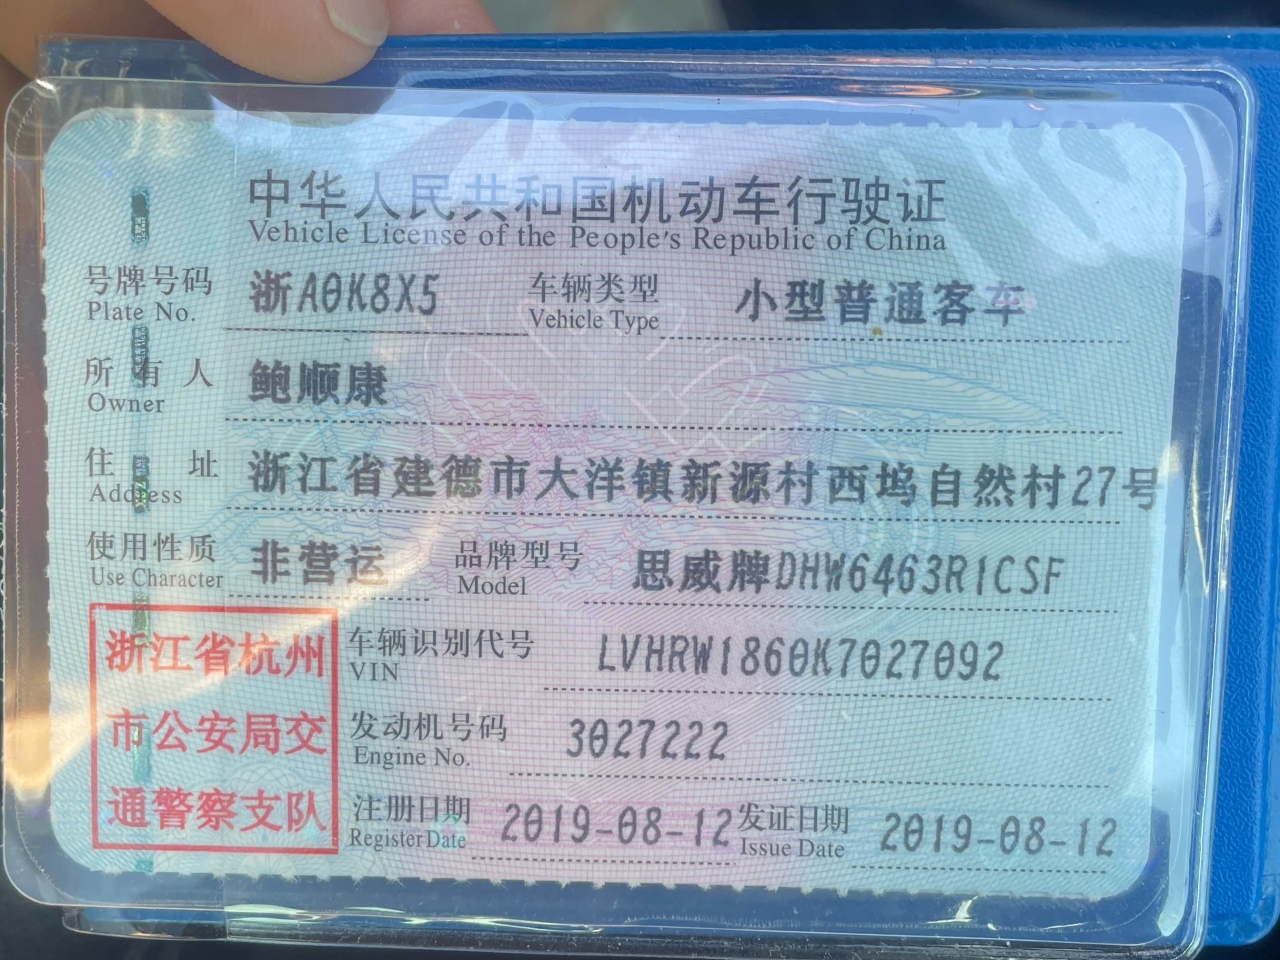 中华人民共和国机动车行驶证
Vehicle License of the People's Republic of China
号牌号码 浙A0K8X5 车辆类型 小型普通客车
Plate No. Vehicle Type
所有人 鲍顺康
Owner
住址 浙江省建德市大洋镇新源村西坞自然村27号
Address
使用性质 非营运 品牌型号 思威牌DHW6463R1CSF
Use Character Model
浙江省杭州
市公安局交
通警察支队
车辆识别代号 LVHRW1860K7027092
VIN
发动机号码 3027222
Engine No.
注册日期 2019-08-12 发证日期 2019-08-12
Register Date Issue Date